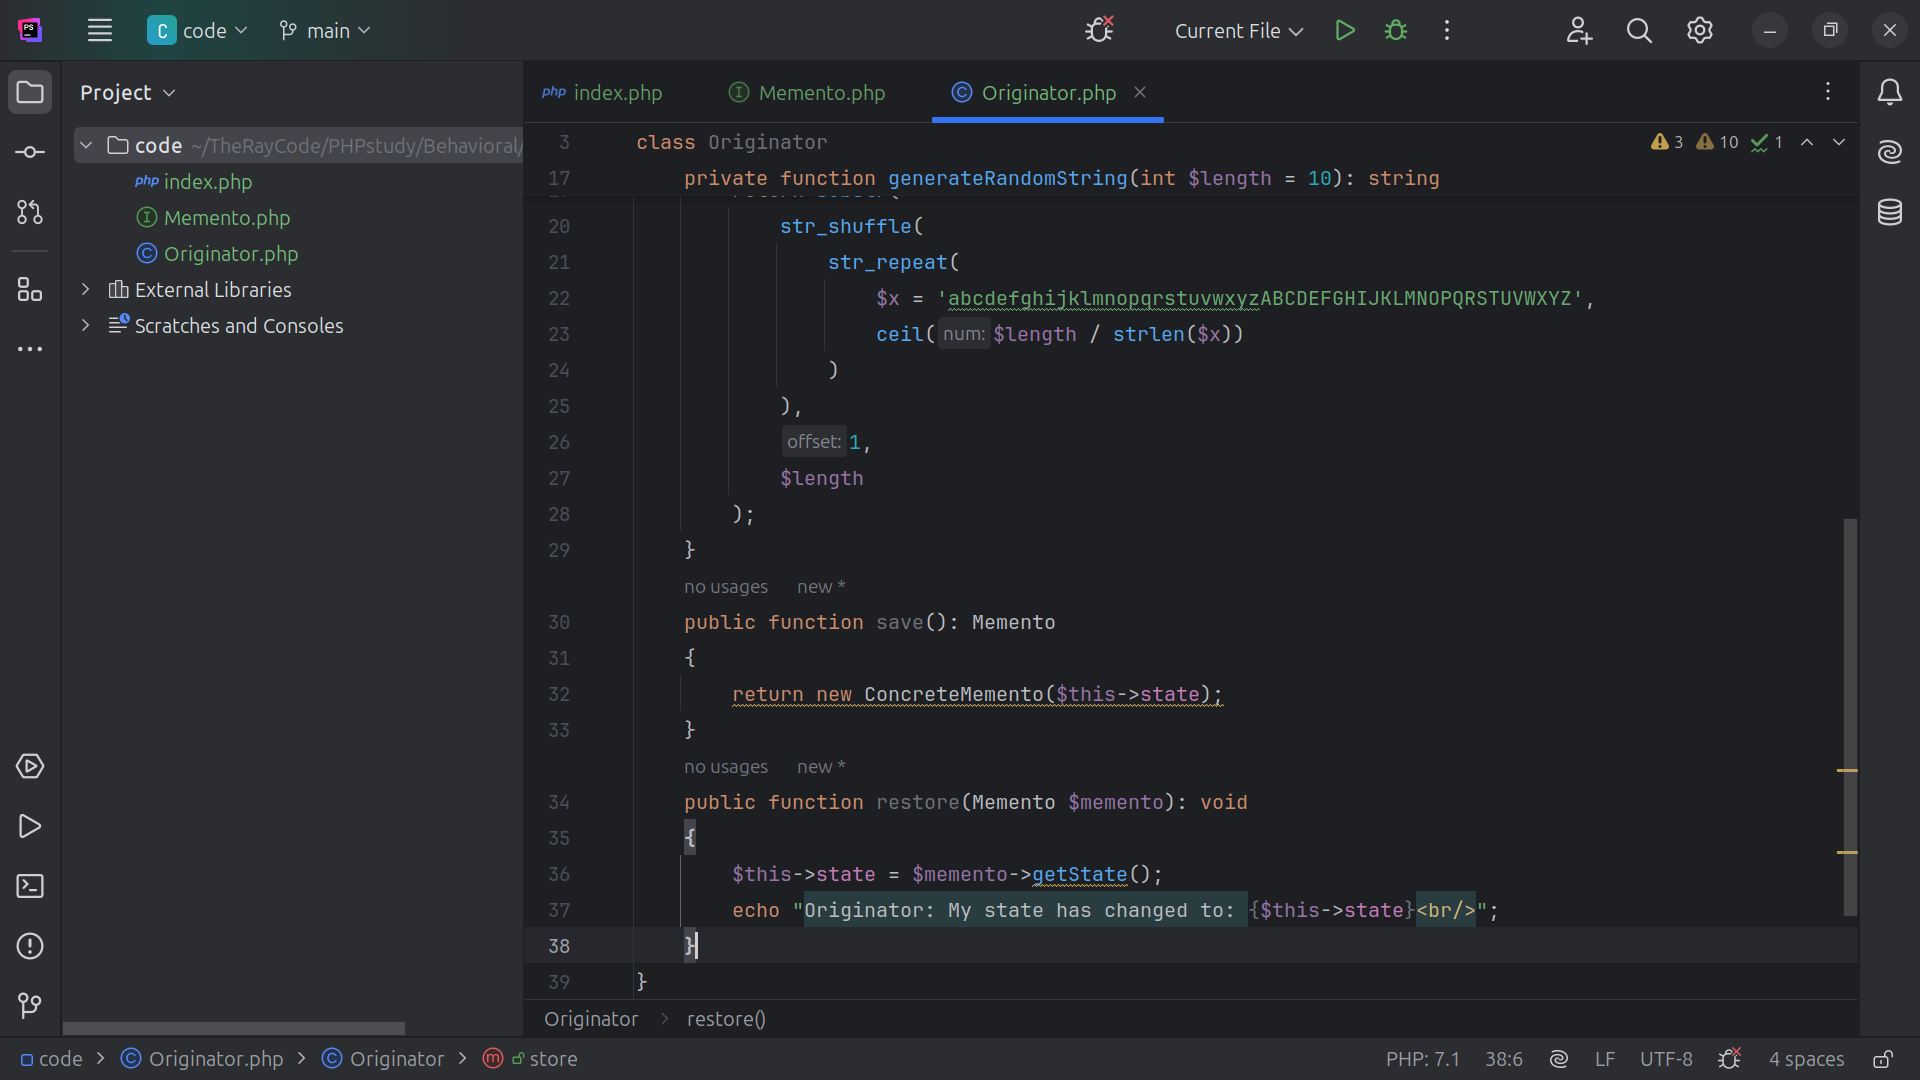 PS
C code
main
Current File
Project
index.php
Memento.php
Originator.php
code ~/TheRayCode/PHPstudy/Behavioral/
php index.php
Memento.php
Originator.php
External Libraries
Scratches and Consoles
3 class Originator
3 10 1
17 private function generateRandomString(int $length = 10): string
20 str_shuffle(
21 str_repeat(
22 $x = 'abcdefghijklmnopqrstuvwxyzABCDEFGHIJKLMNOPQRSTUVWXYZ',
23 ceil( num: $length / strlen($x))
24 )
25 ),
26 offset: 1,
27 $length
28 );
29 }
no usages new *
30 public function save(): Memento
31 {
32 return new ConcreteMemento($this->state);
33 }
no usages new *
34 public function restore(Memento $memento): void
35 {
36 $this->state = $memento->getState();
37 echo "Originator: My state has changed to: {$this->state}<br/>";
38 }
39 }
Originator > restore()
code > Originator.php > Originator > store
PHP: 7.1 38:6 LF UTF-8 4 spaces